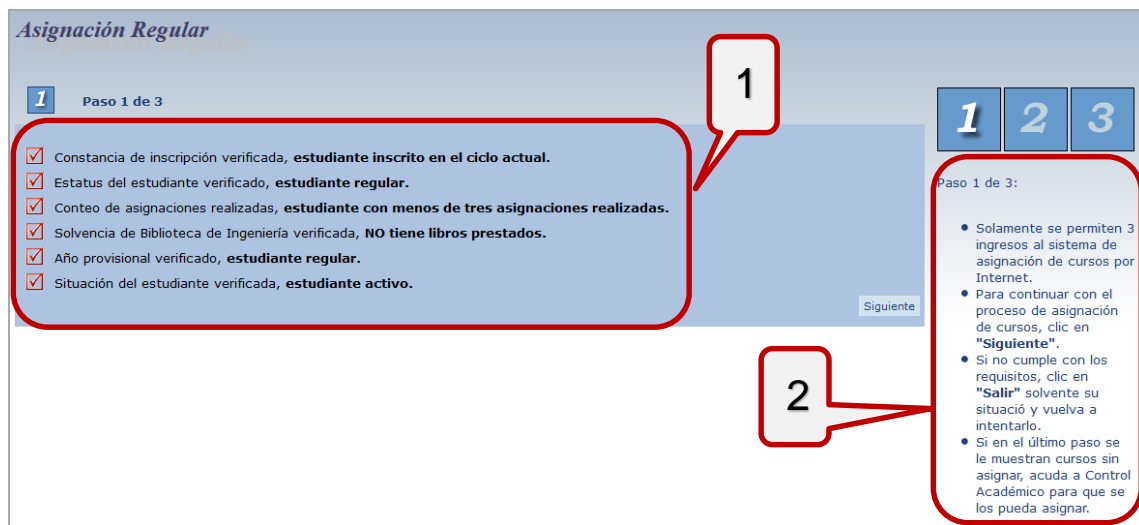 Asignación Regular
1 Paso 1 de 3
Constancia de inscripción verificada, estudiante inscrito en el ciclo actual.
Estatus del estudiante verificado, estudiante regular.
Conteo de asignaciones realizadas, estudiante con menos de tres asignaciones realizadas.
Solvencia de Biblioteca de Ingeniería verificada, NO tiene libros prestados.
Año provisional verificado, estudiante regular.
Situación del estudiante verificada, estudiante activo.
Siguiente
1
2
1 2 3
Paso 1 de 3:
Solamente se permiten 3
ingresos al sistema de
asignación de cursos por
Internet.
Para continuar con el
proceso de asignación
de cursos, clic en
"Siguiente".
Si no cumple con los
requisitos, clic en
"Salir" solvente su
situació y vuelva a
intentarlo.
Si en el último paso se
le muestran cursos sin
asignar, acuda a Control
Académico para que se
los pueda asignar.